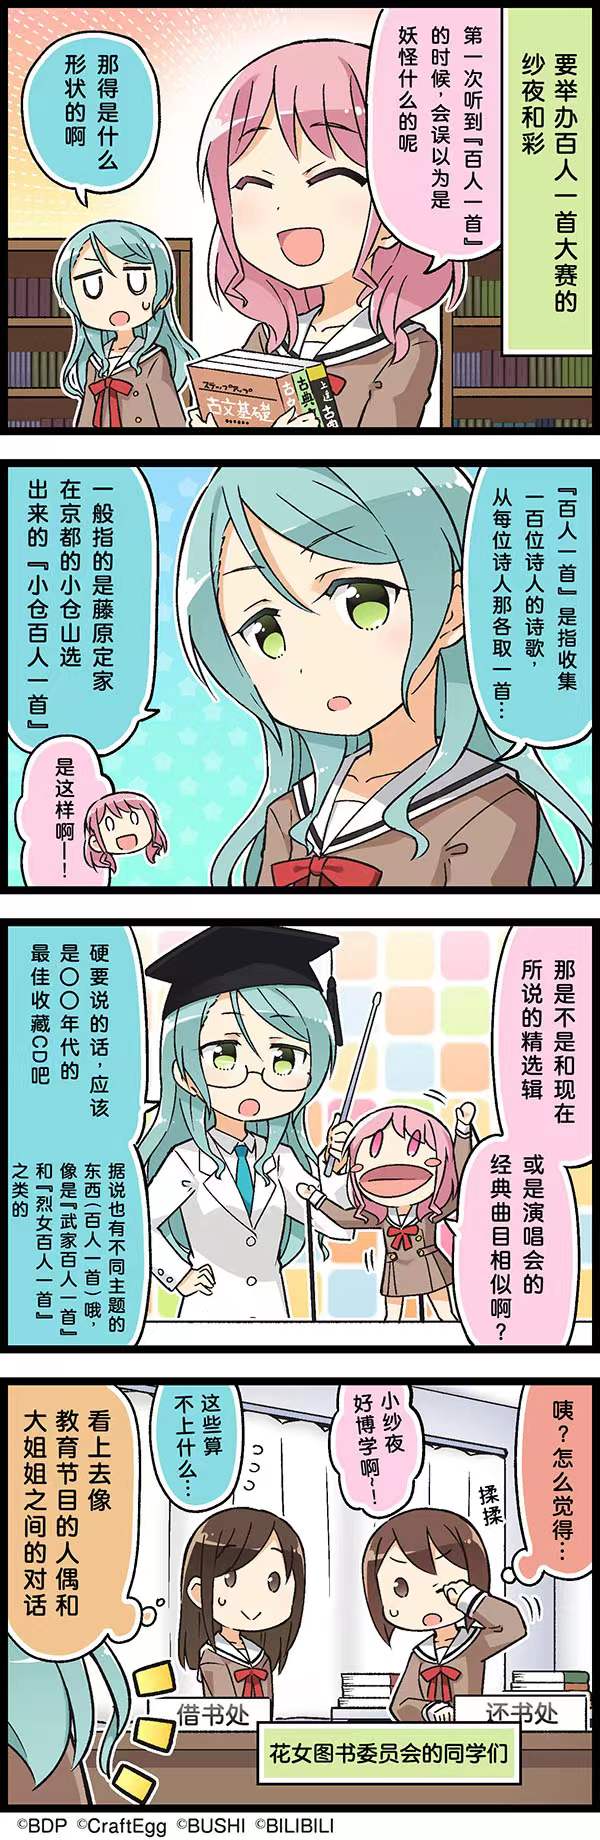 要举办百人一首大赛的
纱夜和彩
第一次听到『百人一首』
的时候，会误以为是
妖怪什么的呢
那得是什么
形状的啊
ステップアップ
古文基礎
古典
上達 古典
『百人一首』是指收集
一百位诗人的诗歌，
从每位诗人那各取一首…
一般指的是藤原定家
在京都的小仓山选
出来的『小仓百人一首』
是这样啊——！
那是不是和现在
所说的精选辑
或是演唱会的
经典曲目相似啊？
硬要说的话，应该
是〇〇年代的
最佳收藏CD吧
据说也有不同主题的
东西（百人一首）哦，
像是『武家百人一首』
和『烈女百人一首』
之类的
咦？怎么觉得…
揉揉
小纱夜
好博学啊~！
这些算
不上什么…
看上去像
教育节目的人偶和
大姐姐之间的对话
借书处
还书处
花女图书委员会的同学们
©BDP ©CraftEgg ©BUSHI ©BILIBILI